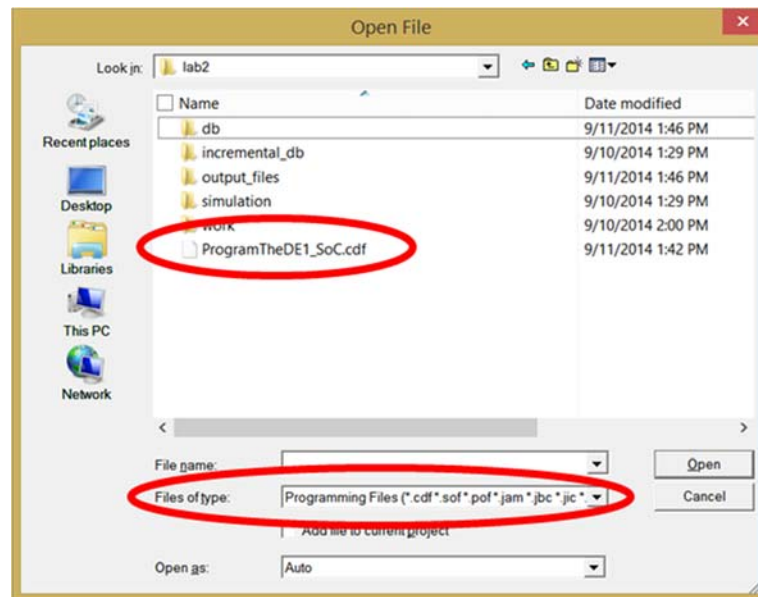 Open File
Look in: lab2
Name Date modified
Recent places
Desktop
Libraries
This PC
Network
db 9/11/2014 1:46 PM
incremental_db 9/10/2014 1:29 PM
output_files 9/11/2014 1:46 PM
simulation 9/10/2014 1:29 PM
work 9/10/2014 2:00 PM
ProgramTheDE1_SoC.cdf 9/11/2014 1:42 PM
File name: Open
Files of type: Programming Files (*.cdf *.sof *.pof *.jam *.jbc *.jic *. Cancel
Add file to current project
Open as: Auto